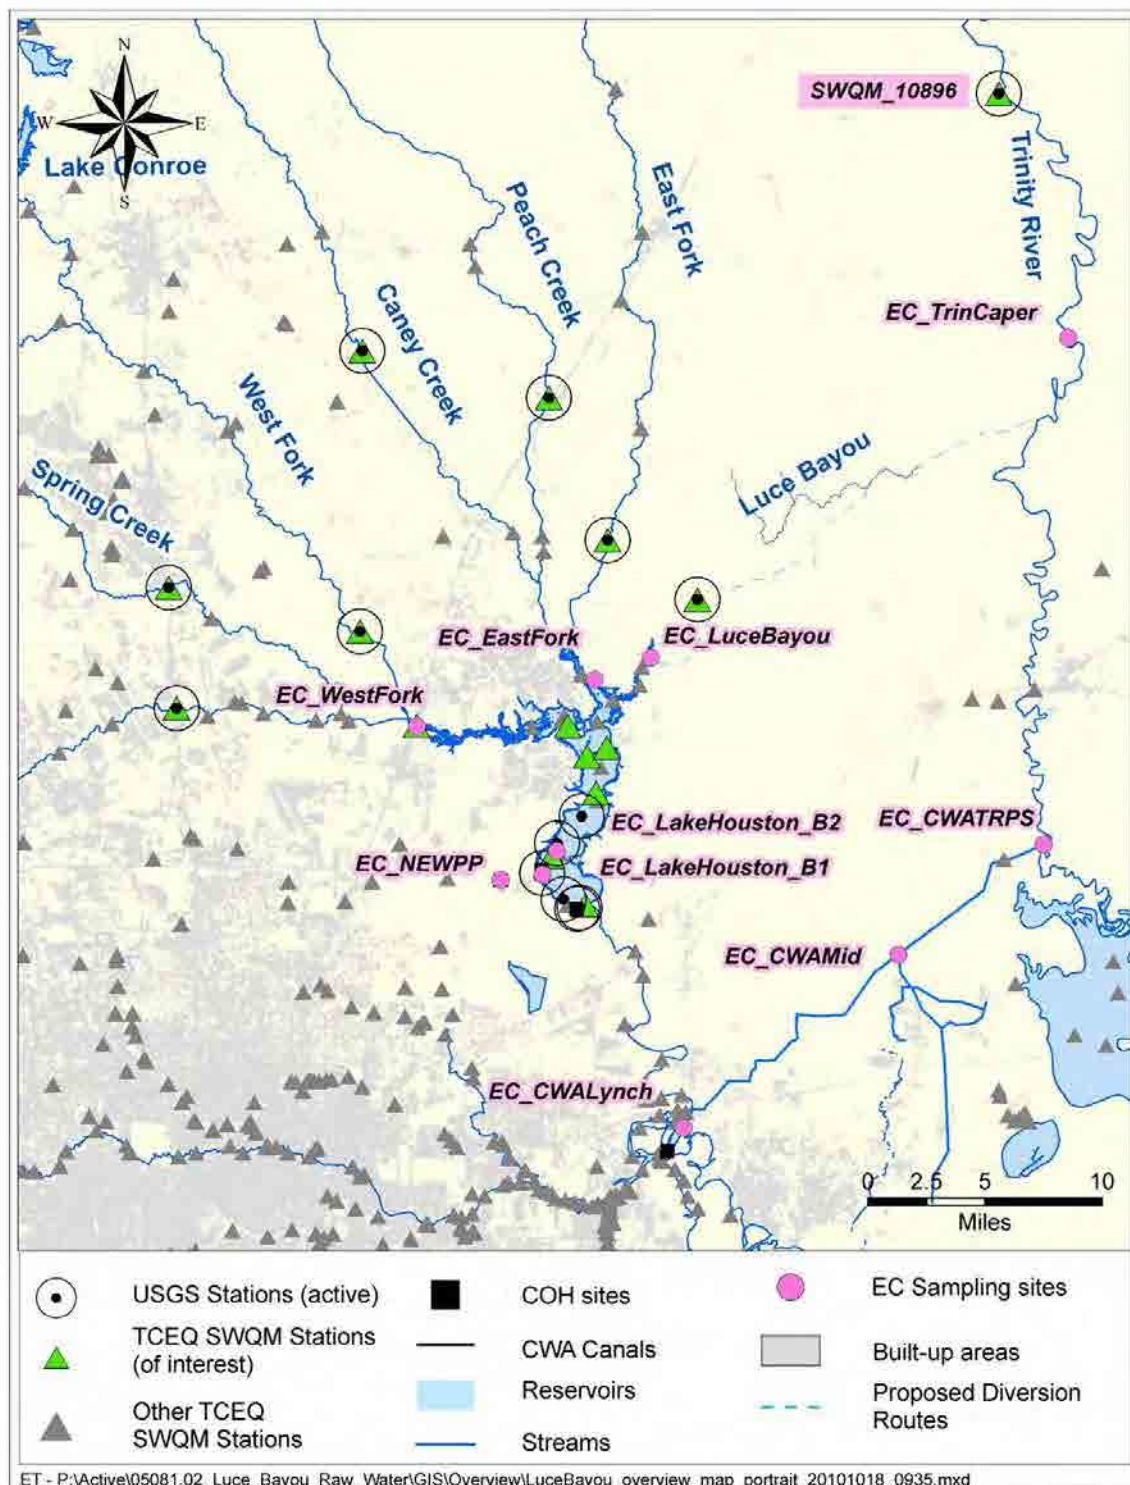 N
W
E
S
Lake Conroe
SWQM_10896
Trinity River
East Fork
Peach Creek
EC_TrinCaper
Caney Creek
West Fork
Luce Bayou
Spring Creek
EC_EastFork
EC_LuceBayou
EC_WestFork
EC_LakeHouston_B2
EC_CWATRPS
EC_NEWPP
EC_LakeHouston_B1
EC_CWAMid
EC_CWALynch
0 2.5 5 10
Miles
USGS Stations (active)
TCEQ SWQM Stations
(of interest)
Other TCEQ
SWQM Stations
COH sites
CWA Canals
Reservoirs
Streams
EC Sampling sites
Built-up areas
Proposed Diversion
Routes
ET - P:\Active\05081.02_Luce_Bayou_Raw_Water\GIS\Overview\LuceBayou_overview_map_portrait_20101018_0935.mxd